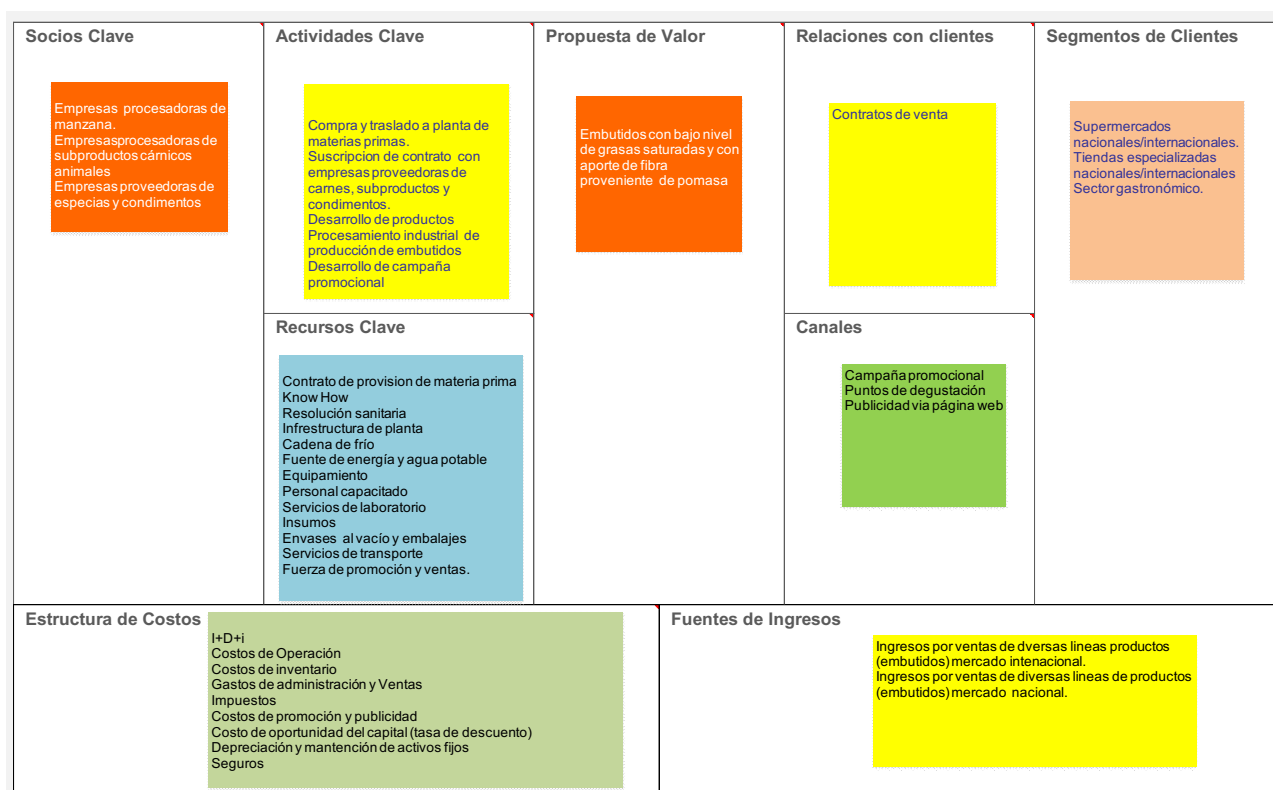 Socios Clave
Empresas procesadoras de
manzana.
Empresasprocesadoras de
subproductos cárnicos
animales
Empresas proveedoras de
especias y condimentos
Actividades Clave
Compra y traslado a planta de
materias primas.
Suscripcion de contrato con
empresas proveedoras de
carnes, subproductos y
condimentos.
Desarrollo de productos
Procesamiento industrial de
producción de embutidos
Desarrollo de campaña
promocional
Recursos Clave
Contrato de provision de materia prima
Know How
Resolución sanitaria
Infrestructura de planta
Cadena de frío
Fuente de energía y agua potable
Equipamiento
Personal capacitado
Servicios de laboratorio
Insumos
Envases al vacío y embalajes
Servicios de transporte
Fuerza de promoción y ventas.
Propuesta de Valor
Embutidos con bajo nivel
de grasas saturadas y con
aporte de fibra
proveniente de pomasa
Relaciones con clientes
Contratos de venta
Canales
Campaña promocional
Puntos de degustación
Publicidad via página web
Segmentos de Clientes
Supermercados
nacionales/internacionales.
Tiendas especializadas
nacionales/internacionales
Sector gastronómico.
Estructura de Costos
I+D+i
Costos de Operación
Costos de inventario
Gastos de administración y Ventas
Impuestos
Costos de promoción y publicidad
Costo de oportunidad del capital (tasa de descuento)
Depreciación y mantención de activos fijos
Seguros
Fuentes de Ingresos
Ingresos por ventas de dversas lineas productos
(embutidos) mercado intenacional.
Ingresos por ventas de diversas lineas de productos
(embutidos) mercado nacional.